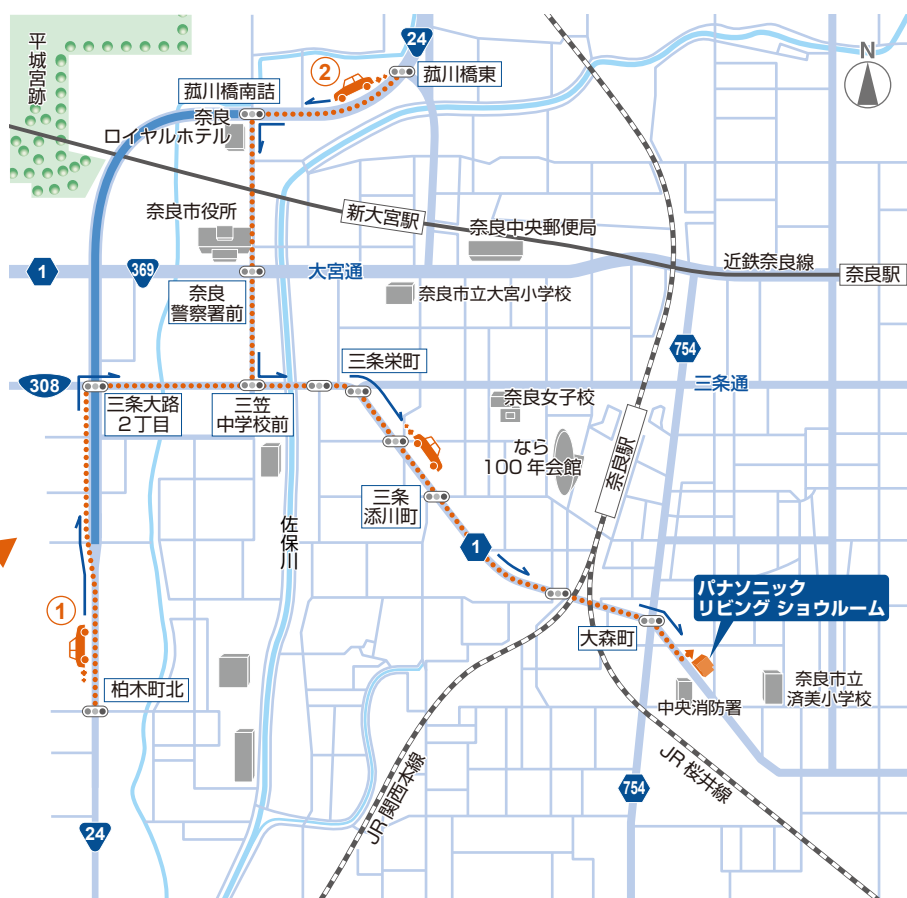 平城宮跡
24
N
②
菰川橋東
菰川橋南詰
奈良
ロイヤルホテル
新大宮駅
奈良市役所
奈良中央郵便局
近鉄奈良線
奈良駅
1
369
大宮通
奈良市立大宮小学校
奈良
警察署前
754
三条栄町
308
三条通
三条大路
2丁目
三笠
中学校前
奈良女子校
なら
100年会館
奈良駅
三条
添川町
佐保川
1
①
パナソニック
リビング ショウルーム
大森町
柏木町北
奈良市立
済美小学校
中央消防署
JR関西本線
JR桜井線
754
24